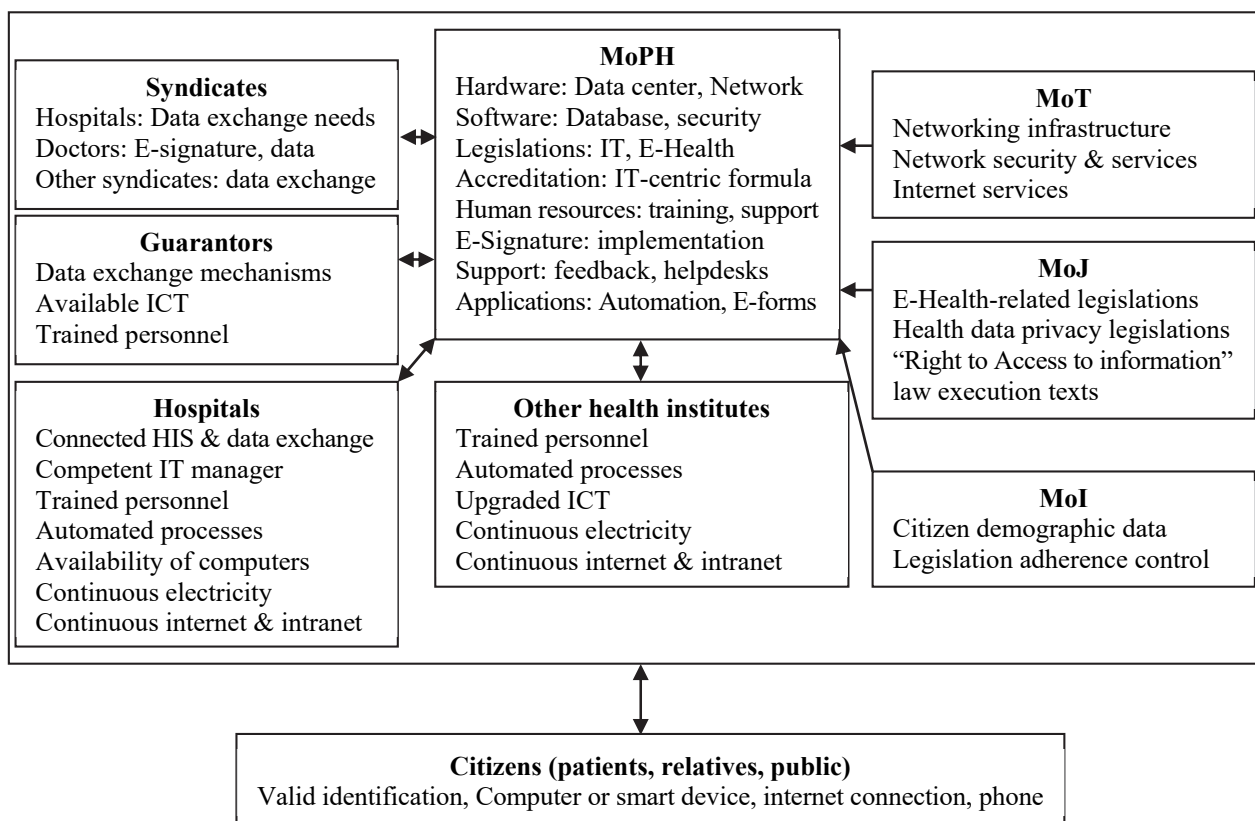 Syndicates
Hospitals: Data exchange needs
Doctors: E-signature, data
Other syndicates: data exchange
Guarantors
Data exchange mechanisms
Available ICT
Trained personnel
Hospitals
Connected HIS & data exchange
Competent IT manager
Trained personnel
Automated processes
Availability of computers
Continuous electricity
Continuous internet & intranet
MoPH
Hardware: Data center, Network
Software: Database, security
Legislations: IT, E-Health
Accreditation: IT-centric formula
Human resources: training, support
E-Signature: implementation
Support: feedback, helpdesks
Applications: Automation, E-forms
Other health institutes
Trained personnel
Automated processes
Upgraded ICT
Continuous electricity
Continuous internet & intranet
MoT
Networking infrastructure
Network security & services
Internet services
MoJ
E-Health-related legislations
Health data privacy legislations
“Right to Access to information”
law execution texts
MoI
Citizen demographic data
Legislation adherence control
Citizens (patients, relatives, public)
Valid identification, Computer or smart device, internet connection, phone